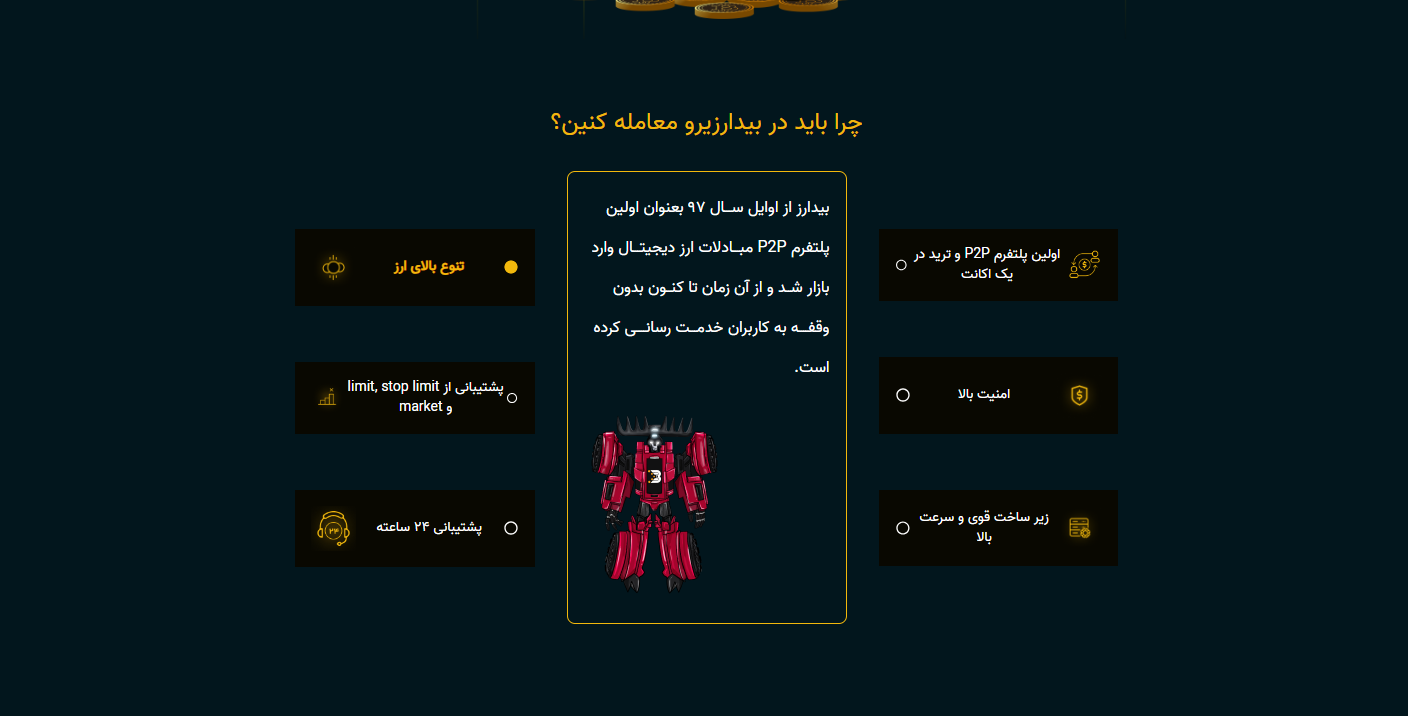 چرا باید در بیدارزیرو معامله کنین؟
اولین پلتفرم P2P و ترید در
یک اکانت
امنیت بالا
زیر ساخت قوی و سرعت
بالا
بیدارز از اوایل ســال ۹۷ بعنوان اولین
پلتفرم P2P مبـادلات ارز دیجیتـال وارد
بازار شـد و از آن زمان تا کنـون بدون
وقفــه به کاربران خدمـت رسانــی کرده
است.
تنوع بالای ارز
پشتیبانی از limit, stop limit
و market
پشتیبانی ۲۴ ساعته
۲۴